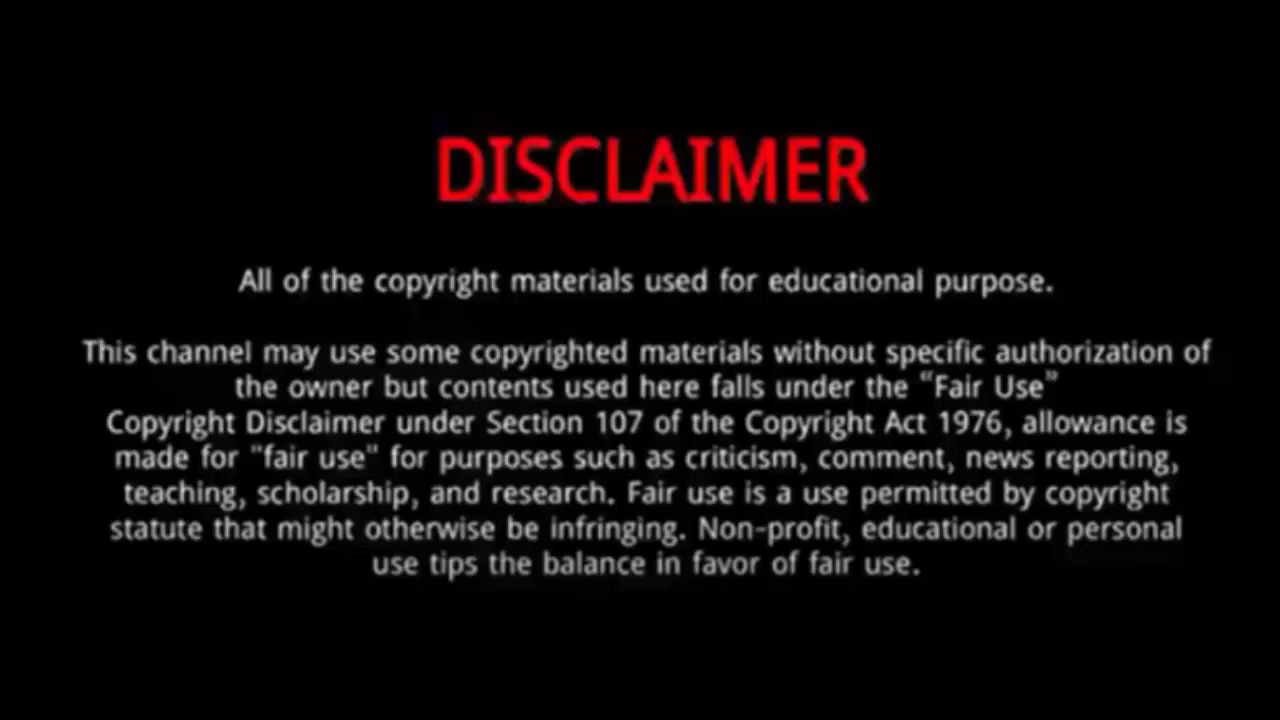 DISCLAIMER
All of the copyright materials used for educational purpose.
This channel may use some copyrighted materials without specific authorization of
the owner but contents used here falls under the “Fair Use”
Copyright Disclaimer under Section 107 of the Copyright Act 1976, allowance is
made for "fair use" for purposes such as criticism, comment, news reporting,
teaching, scholarship, and research. Fair use is a use permitted by copyright
statute that might otherwise be infringing. Non-profit, educational or personal
use tips the balance in favor of fair use.